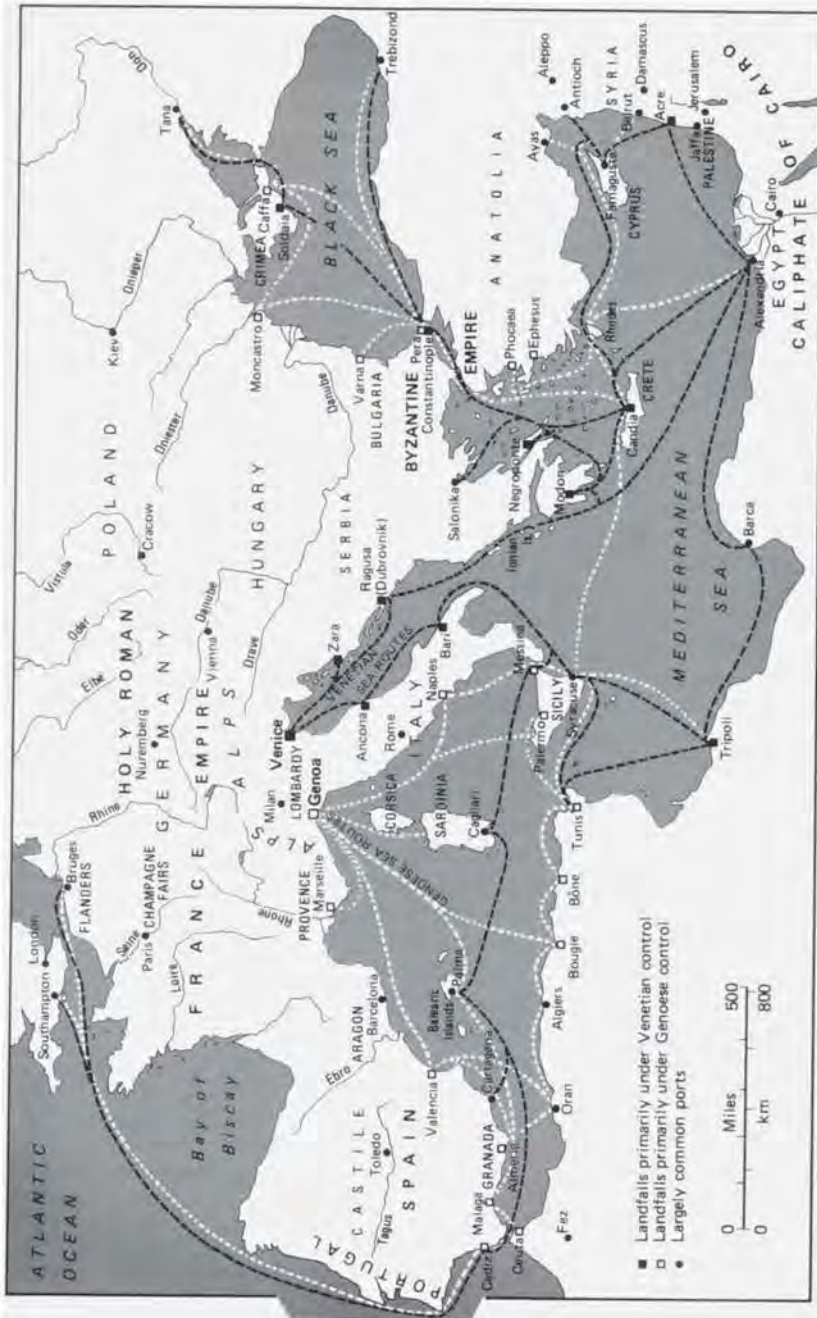 ATLANTIC
OCEAN
Bay of
Biscay
London
Southampton
Bruges
FLANDERS
Seine
CHAMPAGNE
FAIRS
Paris
Loire
FRANCE
Rhine
HOLY ROMAN
GERMANY
EMPIRE
Nuremberg
Elbe
Oder
Vistula
POLAND
Cracow
Vienna
Danube
Drave
HUNGARY
ALPS
ALPS
Milan
LOMBARDY
Venice
Genoa
PROVENCE
Marseille
Rhone
Kiev
Dnieper
Dniester
Don
Tana
CRIMEA
Caffa
Soldaia
BLACK SEA
Trebizond
Moncastro
Varna
BULGARIA
Danube
SERBIA
Zara
Ragusa
(Dubrovnik)
VENETIAN
SEA ROUTES
Ancona
Rome
ITALY
Naples
Bari
CORSICA
SARDINIA
Cagliari
GENOESE SEA ROUTES
PORTUGAL
CASTILE
Toledo
Tagus
SPAIN
ARAGON
Ebro
Barcelona
Valencia
Balearic
Islands
Palma
Cartagena
GRANADA
Almeria
Malaga
Cadiz
Ceuta
Fez
Oran
Algiers
Bougie
Bône
Tunis
Palermo
SICILY
Messina
Syracuse
Tripoli
Barca
MEDITERRANEAN
SEA
Ionian
Is.
Modon
Negroponte
Salonika
BYZANTINE
EMPIRE
Pera
Constantinople
Phocaea
Ephesus
ANATOLIA
Rhodes
CRETE
Candia
CYPRUS
Famagusta
Ayas
Aleppo
Antioch
SYRIA
Damascus
Beirut
Acre
Jerusalem
Jaffa
PALESTINE
Alexandria
Cairo
EGYPT
CALIPHATE OF CAIRO
Landfalls primarily under Venetian control
Landfalls primarily under Genoese control
Largely common ports
0 Miles 500
0 km 800